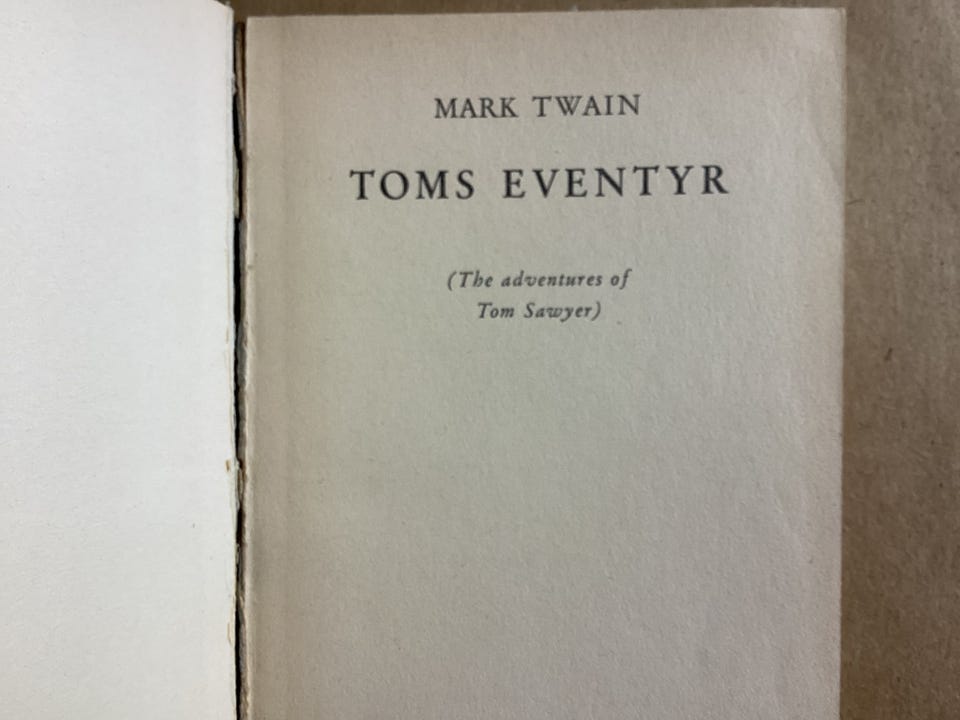 MARK TWAIN
TOMS EVENTYR
(The adventures of
Tom Sawyer)